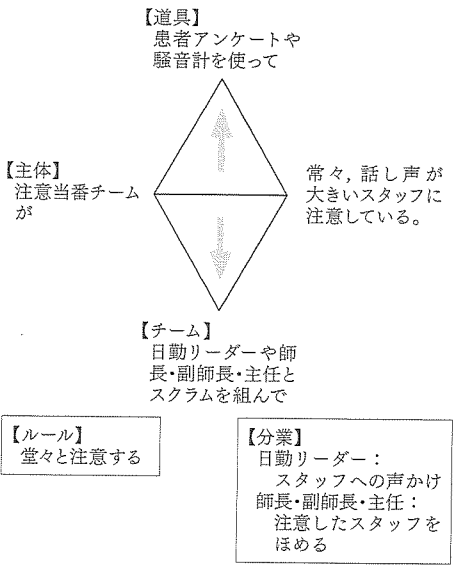 【道具】
患者アンケートや
騒音計を使って
【主体】
注意当番チーム
が
常々，話し声が
大きいスタッフに
注意している。
【チーム】
日勤リーダーや師
長・副師長・主任と
スクラムを組んで
【ルール】
堂々と注意する
【分業】
日勤リーダー：
スタッフへの声かけ
師長・副師長・主任：
注意したスタッフを
ほめる